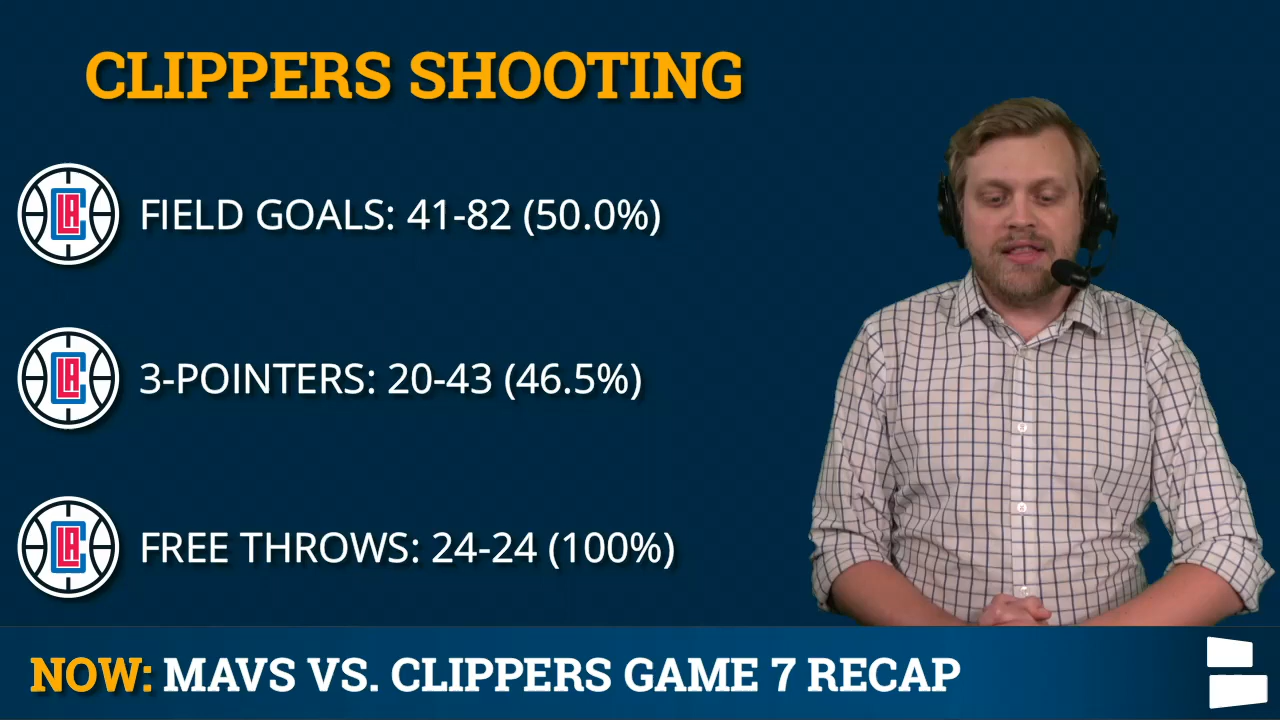 CLIPPERS SHOOTING
FIELD GOALS: 41-82 (50.0%)
3-POINTERS: 20-43 (46.5%)
FREE THROWS: 24-24 (100%)
NOW: MAVS VS. CLIPPERS GAME 7 RECAP